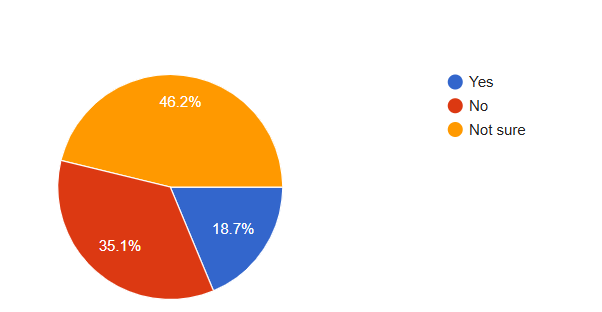 Yes
46.2%
No
Not sure
18.7%
35.1%